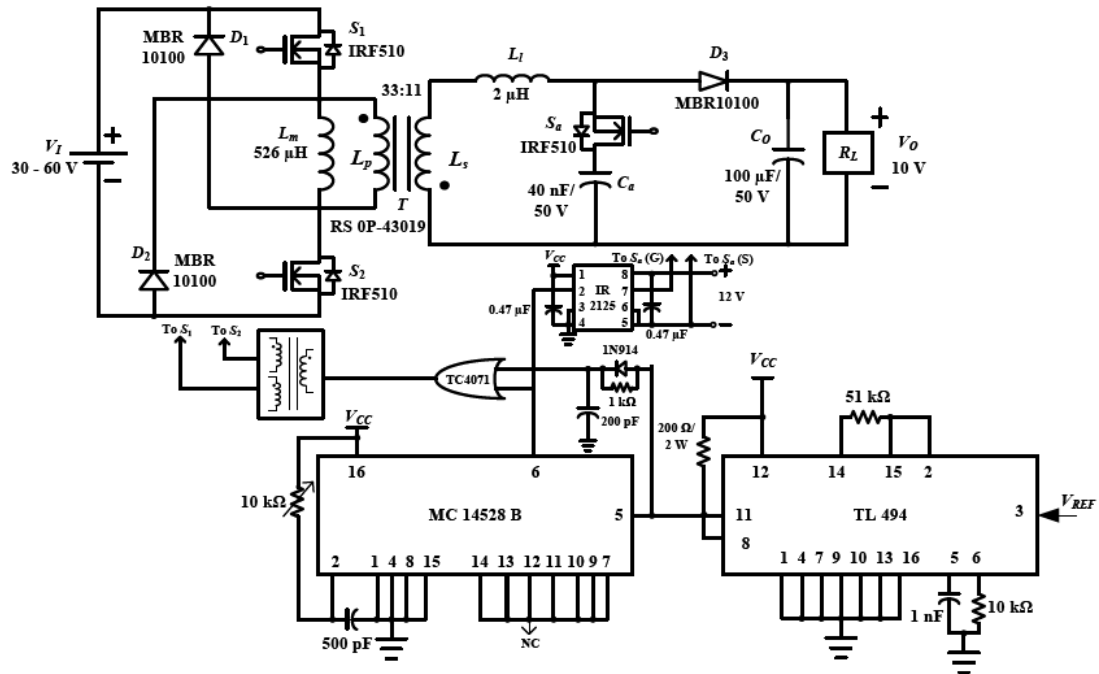 MBR
10100
D1
S1
IRF510
Ll
2 µH
D3
MBR10100
33:11
VI
30 - 60 V
Lm
526 µH
Lp
Ls
T
RS 0P-43019
Sa
IRF510
40 nF/
50 V
Ca
CO
100 µF/
50 V
RL
VO
10 V
D2
MBR
10100
S2
IRF510
VCC
To Sa (G)
To Sa (S)
1
2
3
4
IR
2125
8
7
6
5
0.47 µF
0.47 µF
12 V
To S1
To S2
TC4071
1N914
1 kΩ
200 pF
VCC
10 kΩ
16
6
MC 14528 B
5
2
1
4
8
15
14
13
12
11
10
9
7
500 pF
NC
200 Ω/
2 W
VCC
51 kΩ
12
14
15
2
11
8
TL 494
3
VREF
1
4
7
9
10
13
16
5
6
1 nF
10 kΩ